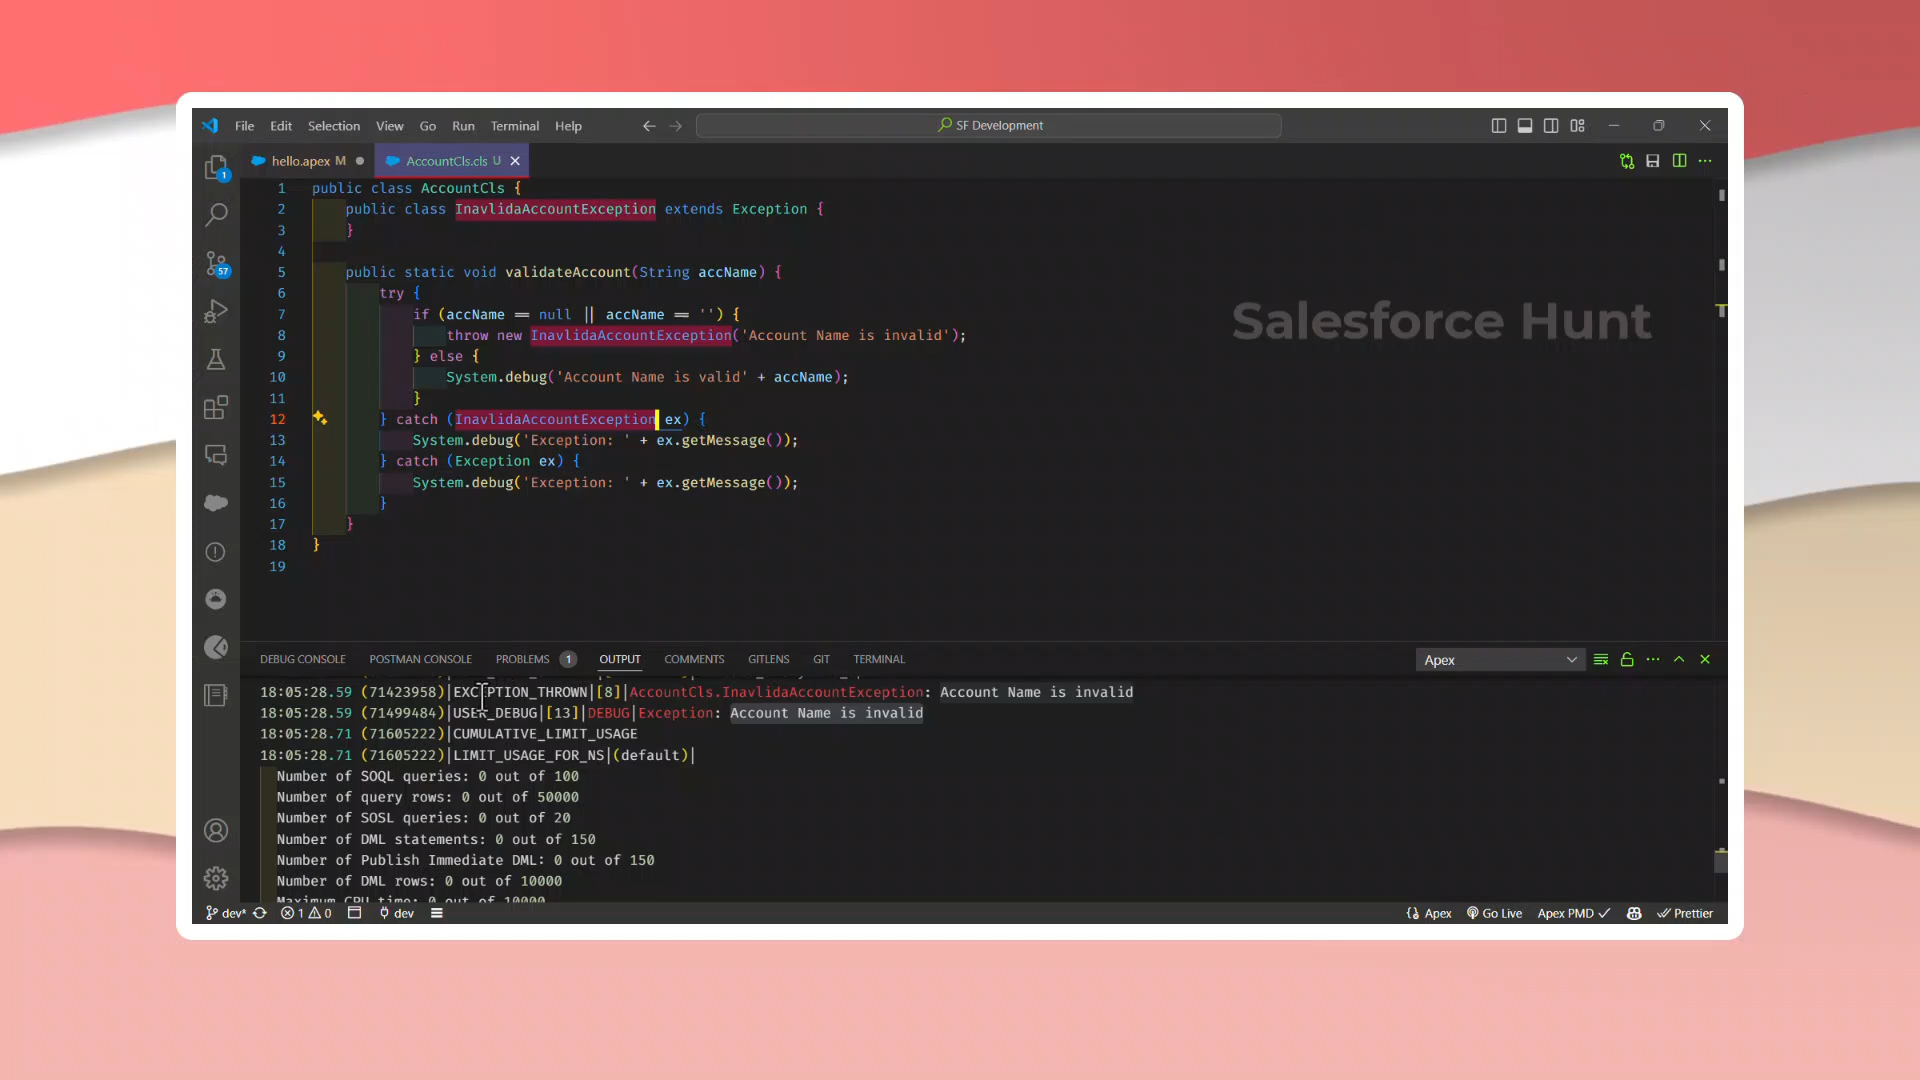 File Edit Selection View Go Run Terminal Help
SF Development
hello.apex M
AccountCls.cls U
1 public class AccountCls {
2 public class InavlidaAccountException extends Exception {
3 }
4
5 public static void validateAccount(String accName) {
6 try {
7 if (accName == null || accName == '') {
8 throw new InavlidaAccountException('Account Name is invalid');
9 } else {
10 System.debug('Account Name is valid' + accName);
11 }
12 } catch (InavlidaAccountException ex) {
13 System.debug('Exception: ' + ex.getMessage());
14 } catch (Exception ex) {
15 System.debug('Exception: ' + ex.getMessage());
16 }
17 }
18 }
19
Salesforce Hunt
1
57
DEBUG CONSOLE POSTMAN CONSOLE PROBLEMS 1 OUTPUT COMMENTS GITLENS GIT TERMINAL
Apex
18:05:28.59 (71423958)|EXCEPTION_THROWN|[8]|AccountCls.InavlidaAccountException: Account Name is invalid
18:05:28.59 (71499484)|USER_DEBUG|[13]|DEBUG|Exception: Account Name is invalid
18:05:28.71 (71605222)|CUMULATIVE_LIMIT_USAGE
18:05:28.71 (71605222)|LIMIT_USAGE_FOR_NS|(default)|
Number of SOQL queries: 0 out of 100
Number of query rows: 0 out of 50000
Number of SOSL queries: 0 out of 20
Number of DML statements: 0 out of 150
Number of Publish Immediate DML: 0 out of 150
Number of DML rows: 0 out of 10000
Maximum CPU time: 0 out of 10000
dev* 1 0 dev Apex Go Live Apex PMD Prettier